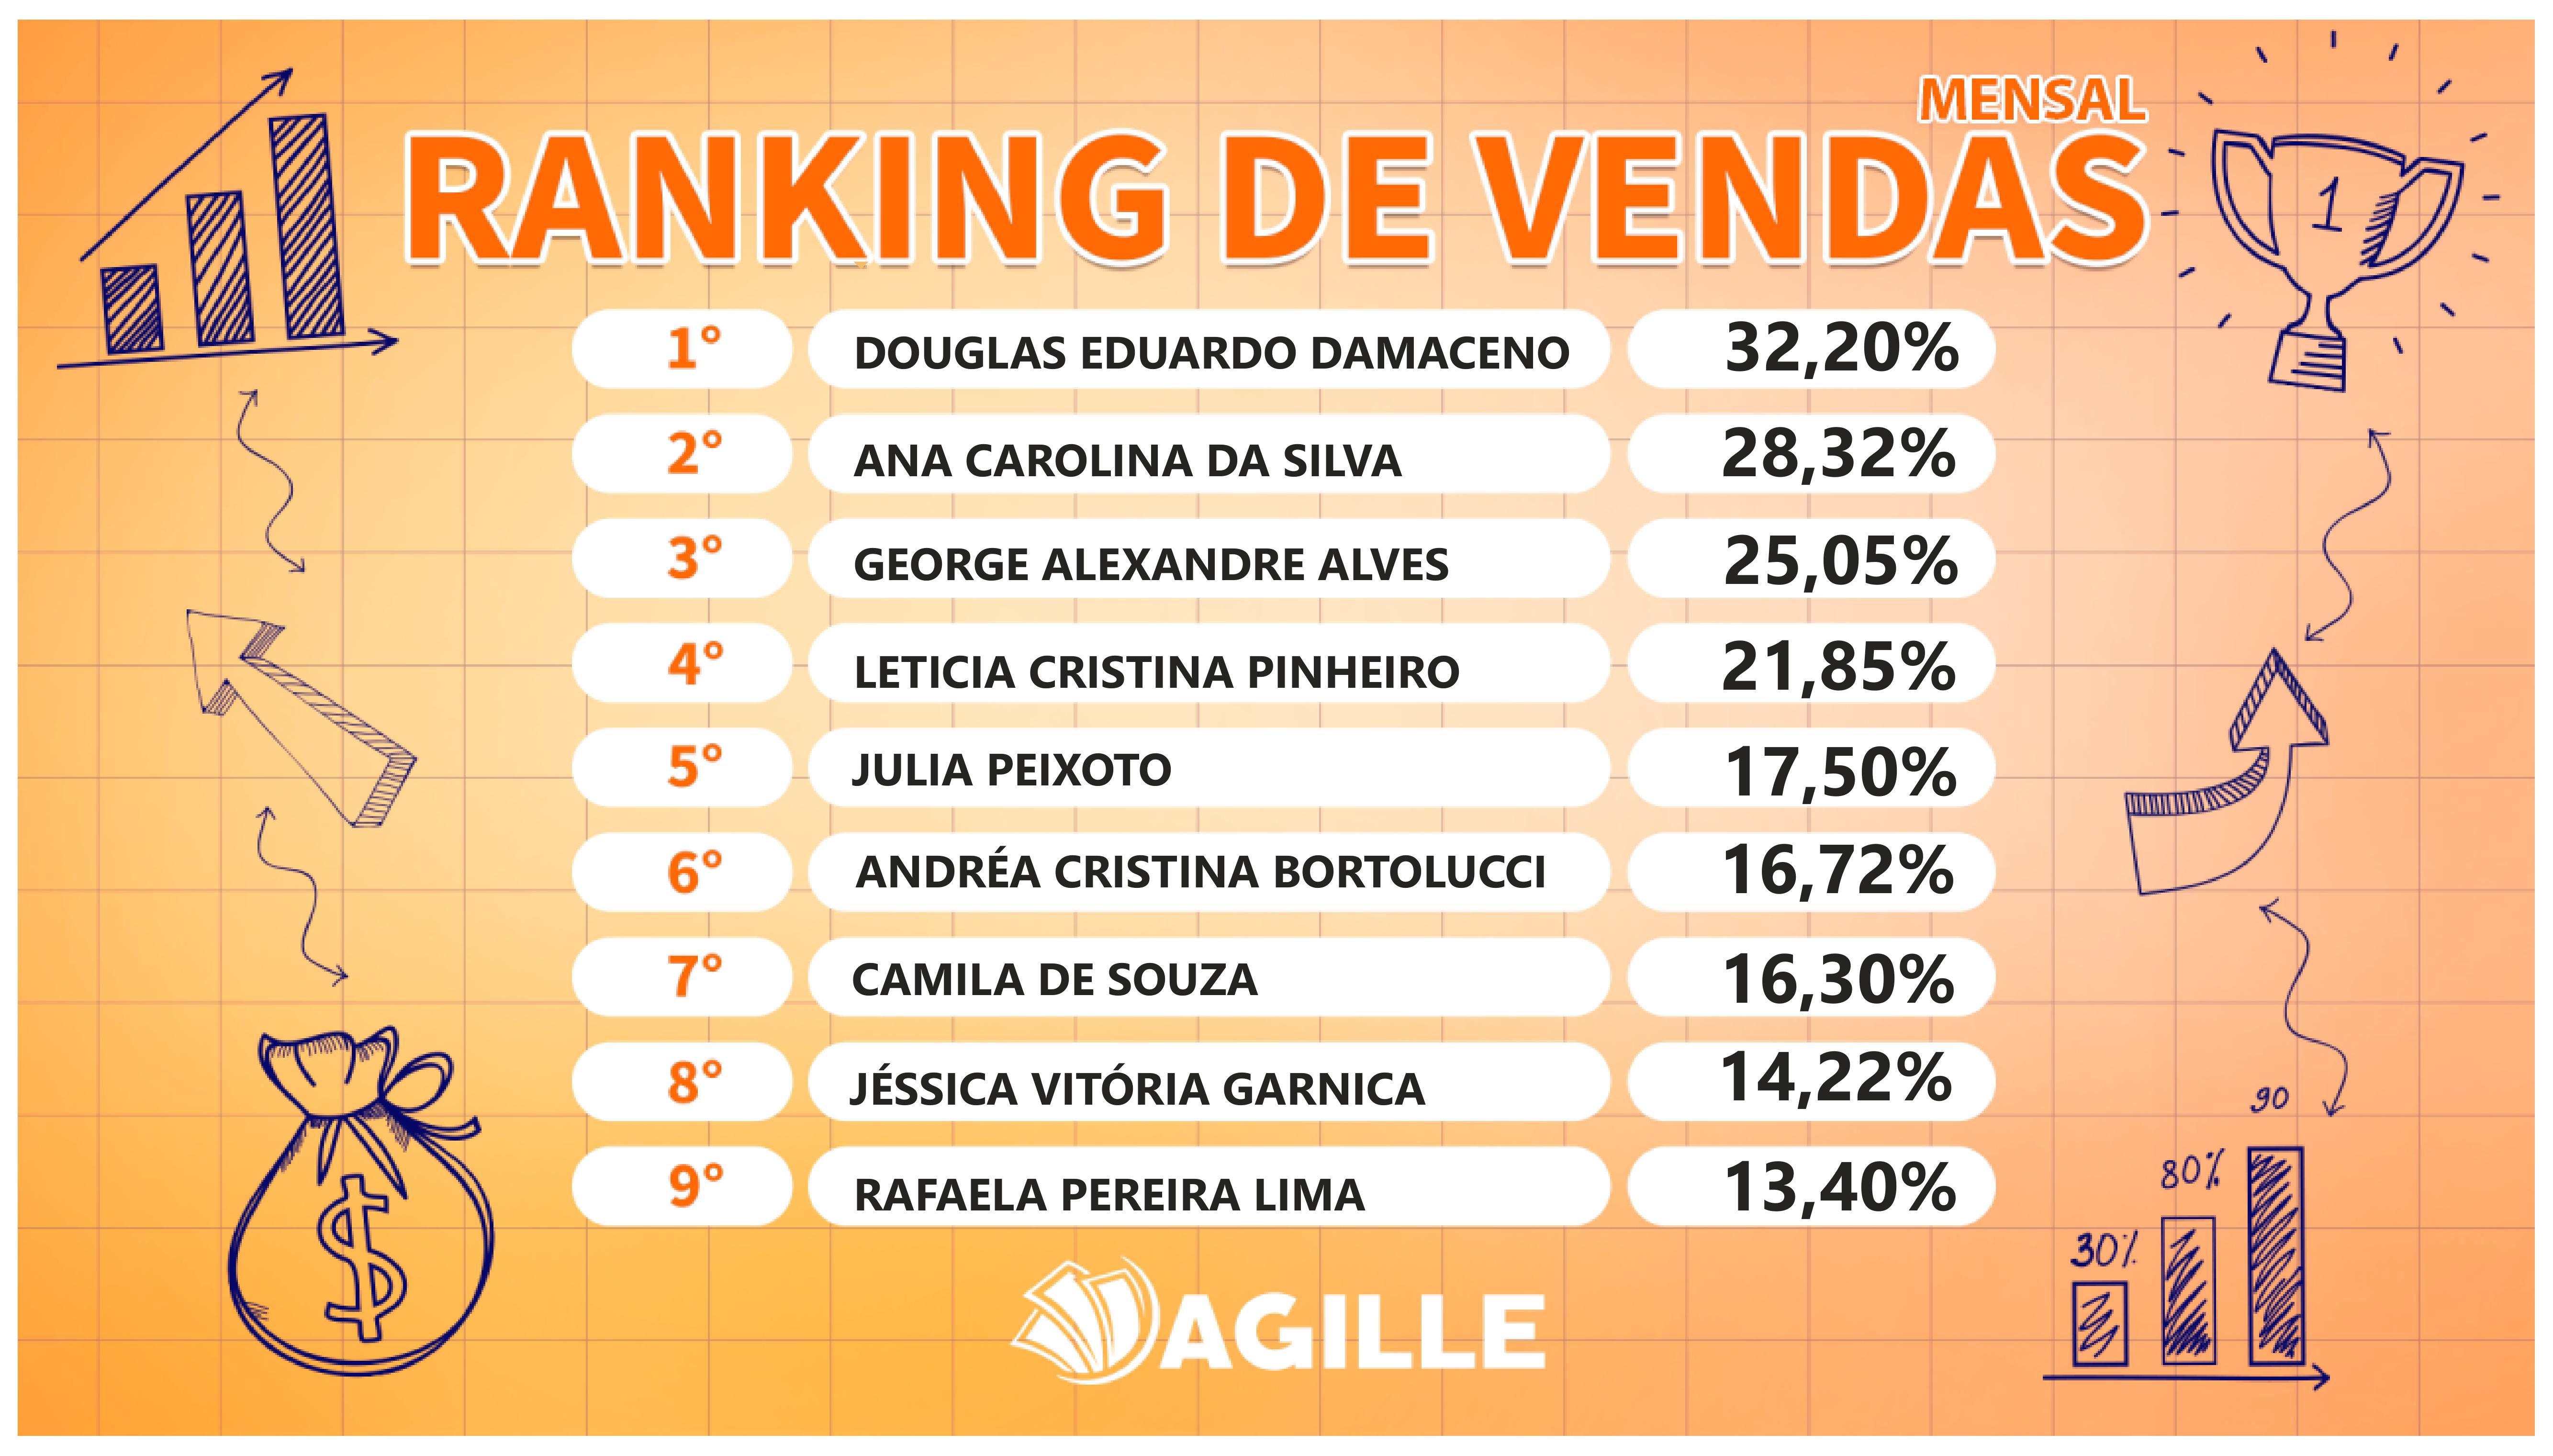 MENSAL
RANKING DE VENDAS
1° DOUGLAS EDUARDO DAMACENO 32,20%
2° ANA CAROLINA DA SILVA 28,32%
3° GEORGE ALEXANDRE ALVES 25,05%
4° LETICIA CRISTINA PINHEIRO 21,85%
5° JULIA PEIXOTO 17,50%
6° ANDRÉA CRISTINA BORTOLUCCI 16,72%
7° CAMILA DE SOUZA 16,30%
8° JÉSSICA VITÓRIA GARNICA 14,22%
9° RAFAELA PEREIRA LIMA 13,40%
AGILLE
1
$
30%
80%
90